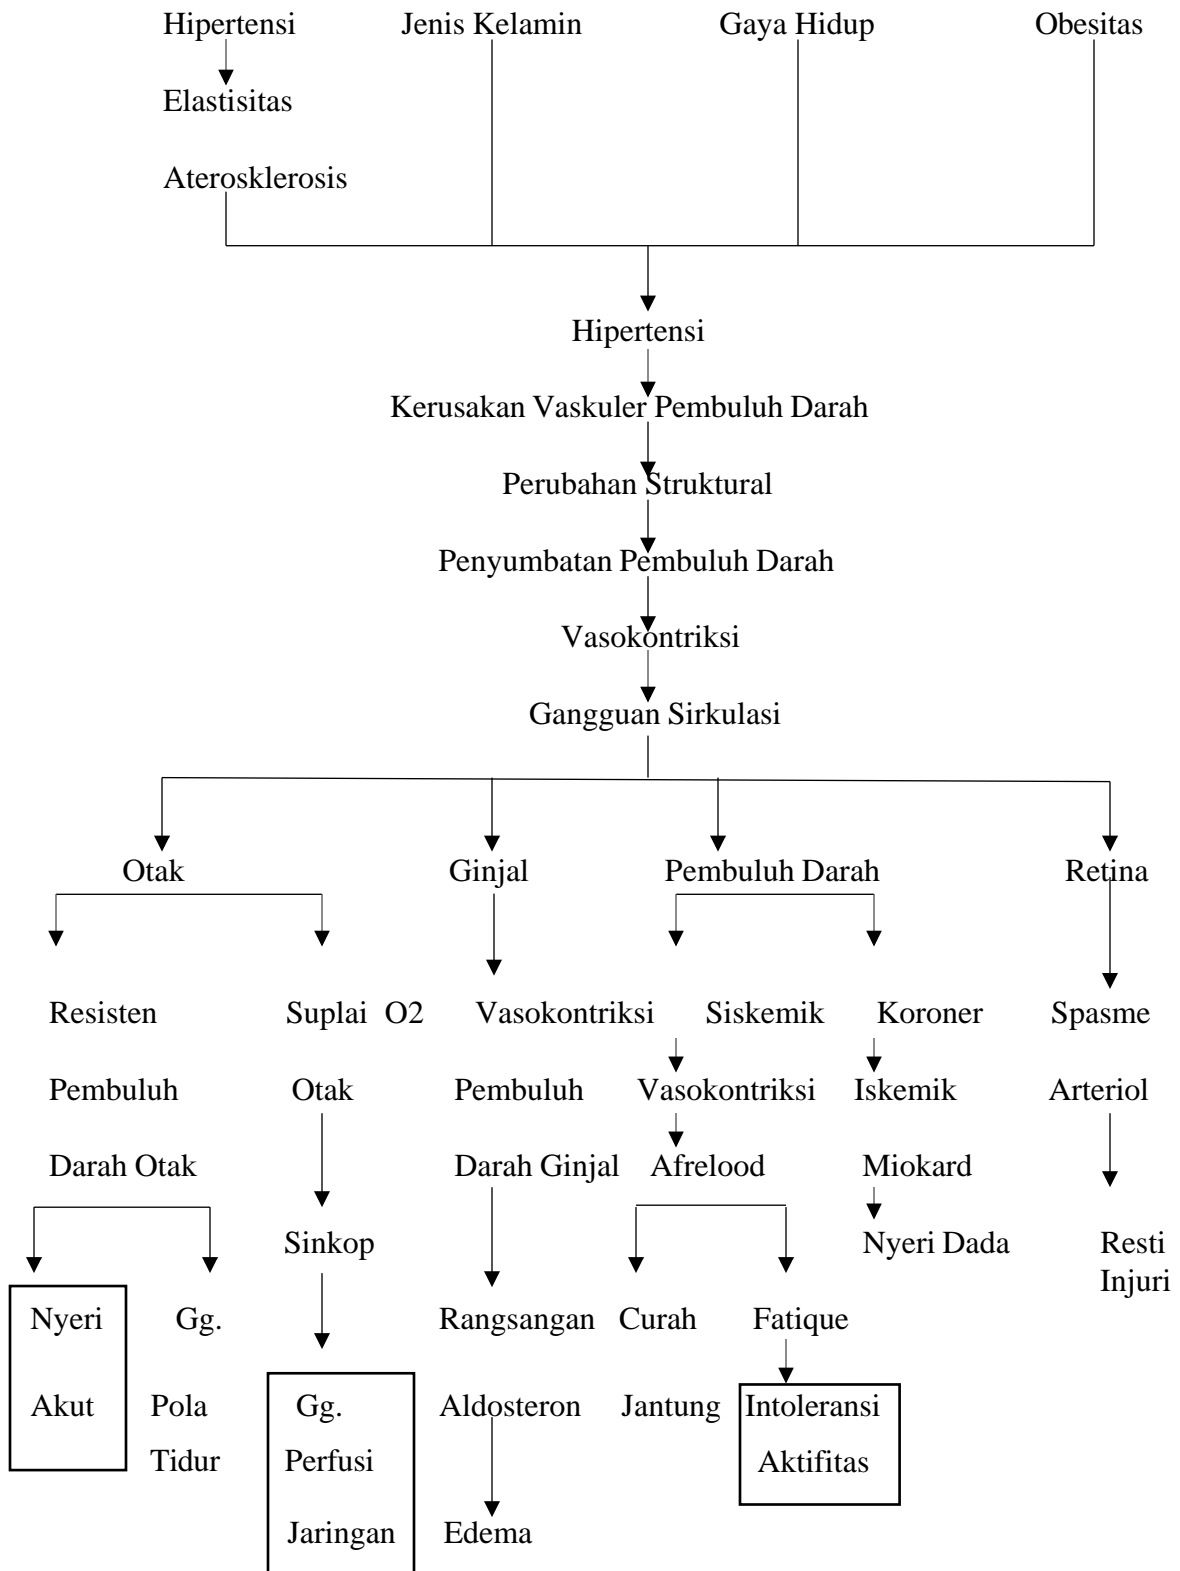 Hipertensi Jenis Kelamin Gaya Hidup Obesitas
Elastisitas
Aterosklerosis
Hipertensi
Kerusakan Vaskuler Pembuluh Darah
Perubahan Struktural
Penyumbatan Pembuluh Darah
Vasokontriksi
Gangguan Sirkulasi
Otak Ginjal Pembuluh Darah Retina
Resisten Suplai O2 Vasokontriksi Siskemik Koroner Spasme
Pembuluh Otak Pembuluh Vasokontriksi Iskemik Arteriol
Darah Otak Darah Ginjal Afrelood Miokard
Sinkop Nyeri Dada Resti
Injuri
Nyeri Gg. Rangsangan Curah Fatique
Akut Pola Gg. Aldosteron Jantung Intoleransi
Tidur Perfusi Aktifitas
Jaringan Edema